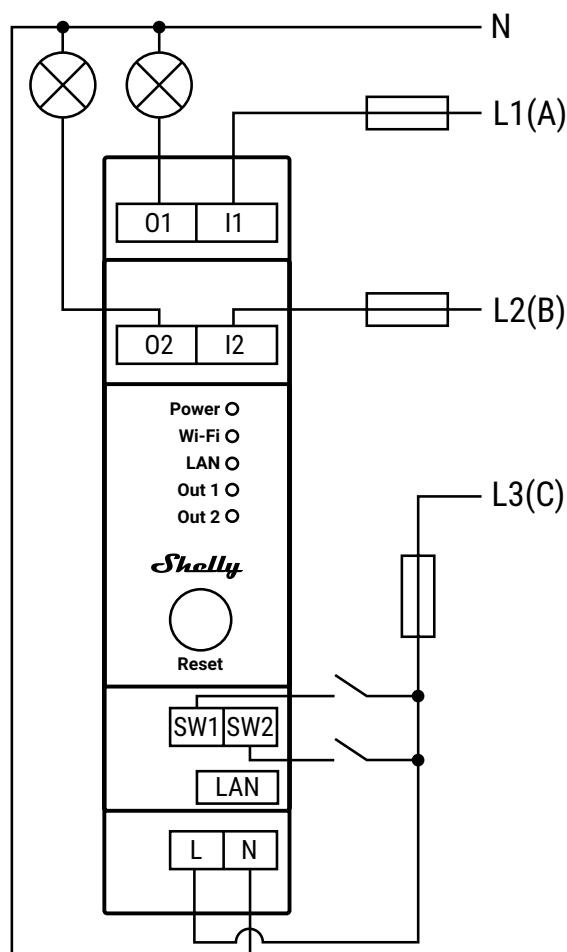 N
L1(A)
O1 I1
L2(B)
O2 I2
Power
Wi-Fi
LAN
Out 1
Out 2
L3(C)
Shelly
Reset
SW1 SW2
LAN
L N